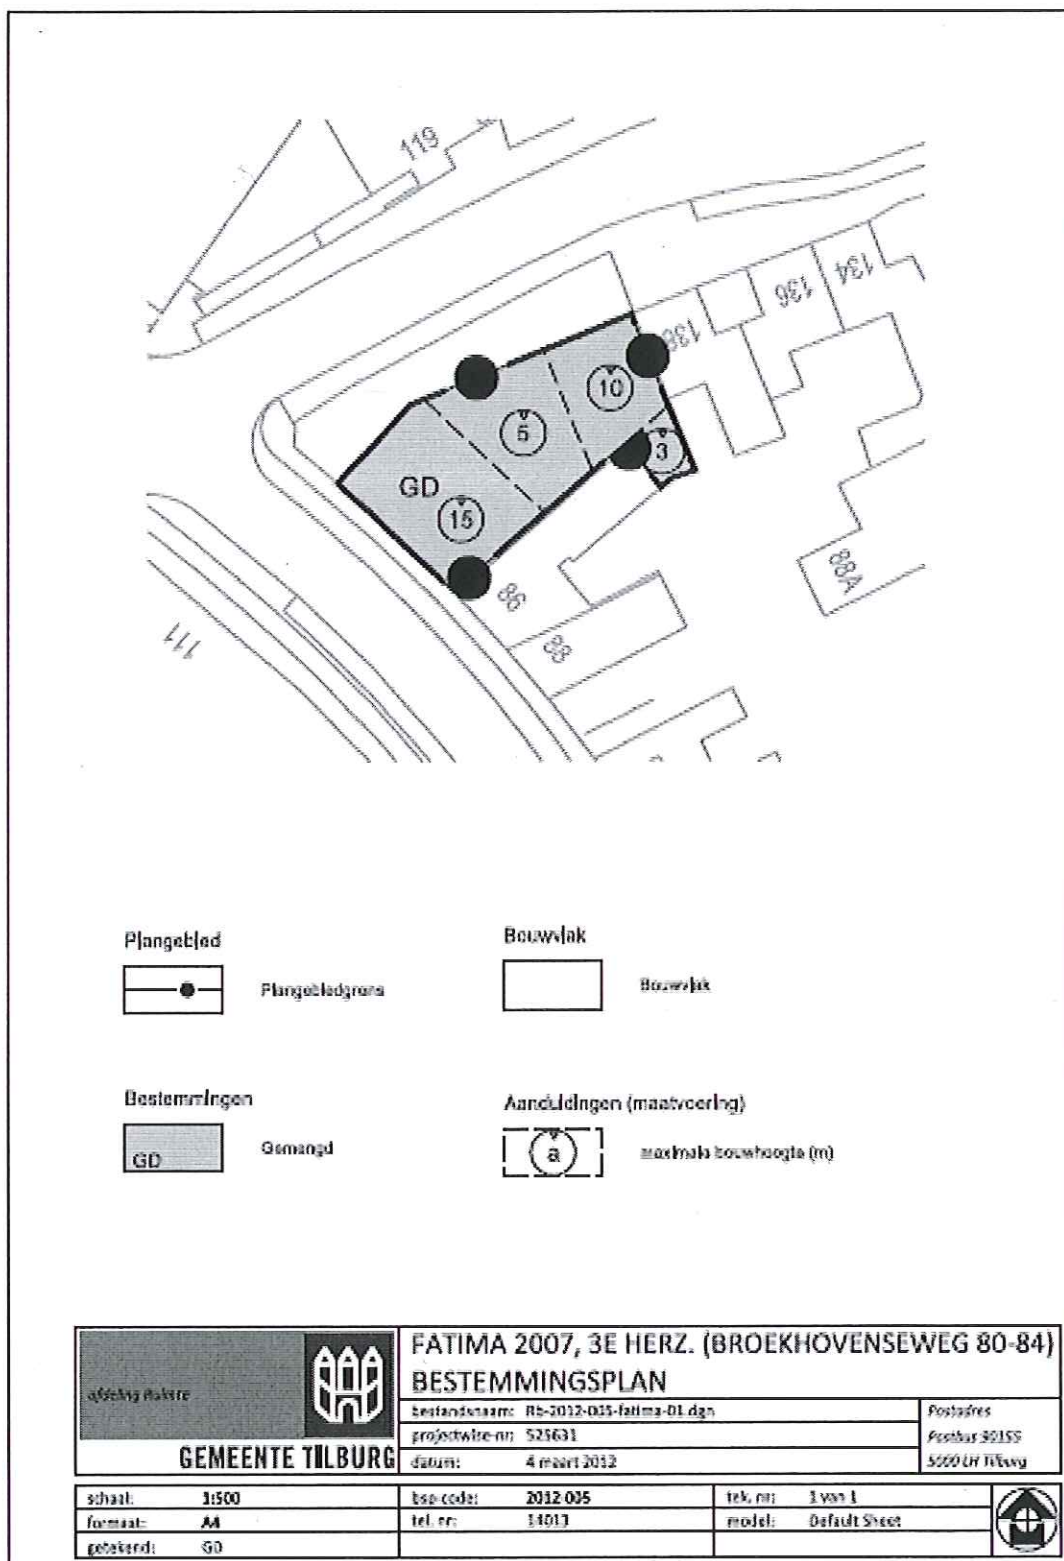 119
134
136
138
10
5
3
GD
15
86
88
88A
111
Plangebied
Plangebiedgrens
Bouwvlak
Bouwvlak
Bestemmingen
GD
Gemengd
Aanduidingen (maatvoering)
a
maximale bouwhoogte (m)
afdeling Ruimte
GEMEENTE TILBURG
FATIMA 2007, 3E HERZ. (BROEKHOVENSEWEG 80-84)
BESTEMMINGSPLAN
bestandsnaam: Rb-2012-005-fatima-01.dgn
projectwise-nr: 525631
datum: 4 maart 2012
Postadres
Postbus 90155
5000 LH Tilburg
schaal: 1:500
bsp-code: 2012 005
tek. nr: 1 van 1
formaat: A4
tel. nr: 14013
model: Default Sheet
getekend: GD